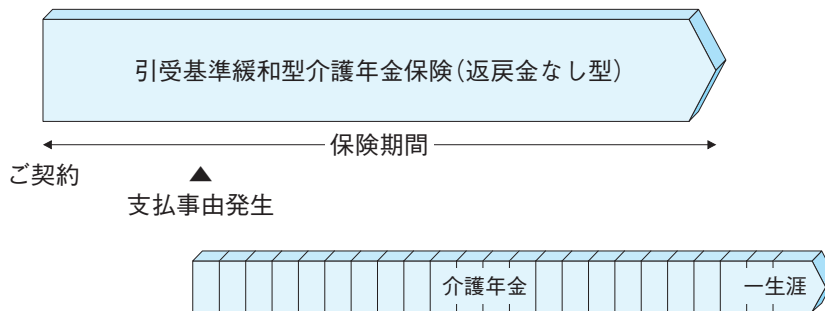 引受基準緩和型介護年金保険(返戻金なし型)
保険期間
ご契約
▲
支払事由発生
介護年金
一生涯